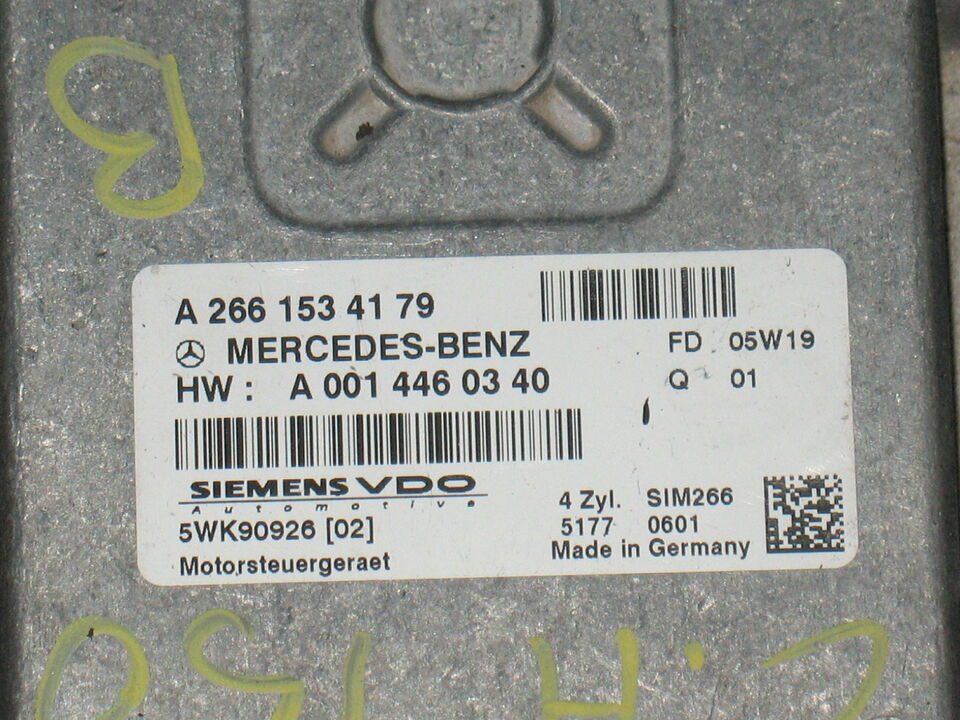 B
A 266 153 41 79
MERCEDES-BENZ
FD 05W19
HW : A 001 446 03 40
Q 01
SIEMENS VDO
Automotive
5WK90926 [02]
4 Zyl. SIM266
5177 0601
Motorsteuergeraet
Made in Germany